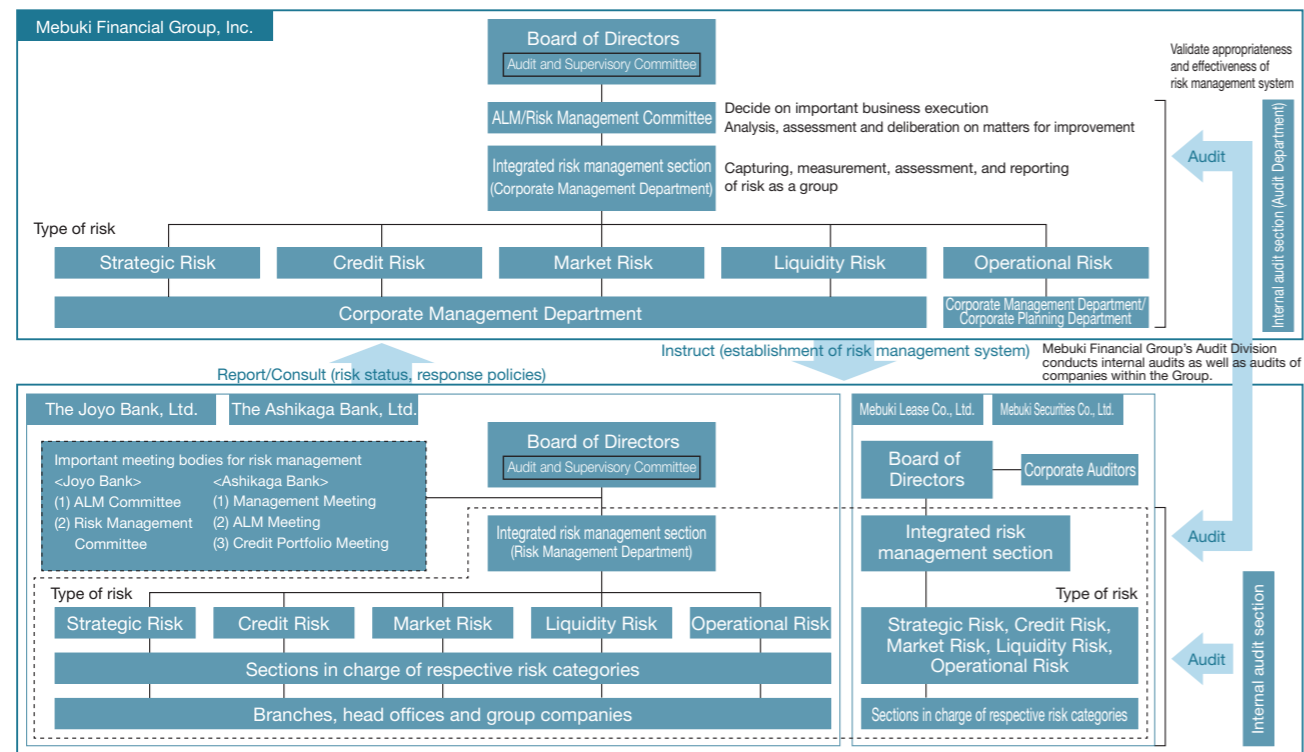 Mebuki Financial Group, Inc.
Board of Directors
Audit and Supervisory Committee
Validate appropriateness
and effectiveness of
risk management system
ALM/Risk Management Committee
Decide on important business execution
Analysis, assessment and deliberation on matters for improvement
Integrated risk management section
(Corporate Management Department)
Capturing, measurement, assessment, and reporting
of risk as a group
Audit
Internal audit section (Audit Department)
Type of risk
Strategic Risk
Credit Risk
Market Risk
Liquidity Risk
Operational Risk
Corporate Management Department
Corporate Management Department/
Corporate Planning Department
Instruct (establishment of risk management system)
Mebuki Financial Group's Audit Division
conducts internal audits as well as audits of
companies within the Group.
Report/Consult (risk status, response policies)
The Joyo Bank, Ltd.
The Ashikaga Bank, Ltd.
Important meeting bodies for risk management
<Joyo Bank>
(1) ALM Committee
(2) Risk Management
Committee
<Ashikaga Bank>
(1) Management Meeting
(2) ALM Meeting
(3) Credit Portfolio Meeting
Board of Directors
Audit and Supervisory Committee
Integrated risk management section
(Risk Management Department)
Type of risk
Strategic Risk
Credit Risk
Market Risk
Liquidity Risk
Operational Risk
Sections in charge of respective risk categories
Branches, head offices and group companies
Mebuki Lease Co., Ltd.
Mebuki Securities Co., Ltd.
Board of
Directors
Corporate Auditors
Integrated risk
management section
Type of risk
Strategic Risk, Credit Risk,
Market Risk, Liquidity Risk,
Operational Risk
Sections in charge of respective risk categories
Audit
Audit
Internal audit section